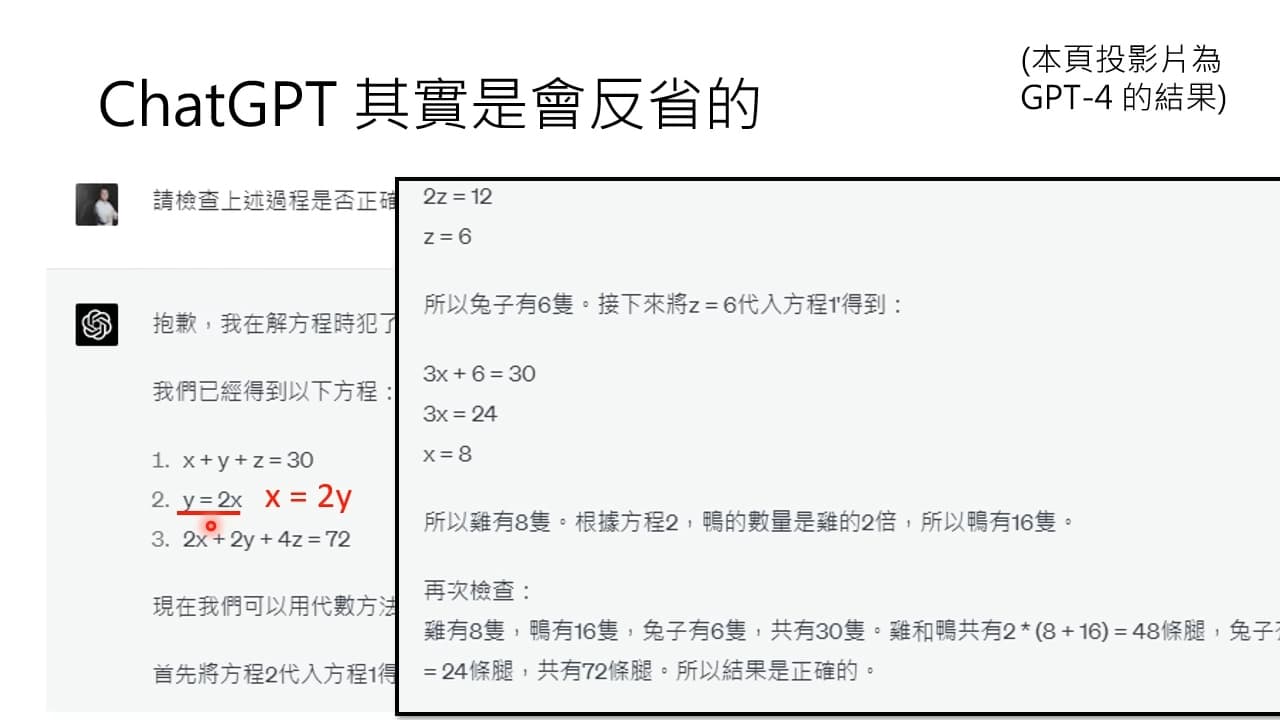 ChatGPT 其實是會反省的
(本頁投影片為
GPT-4 的結果)
請檢查上述過程是否正確
抱歉，我在解方程時犯了
我們已經得到以下方程：
1. x + y + z = 30
2. y = 2x x = 2y
3. 2x + 2y + 4z = 72
現在我們可以用代數方法
首先將方程2代入方程1得
2z = 12
z = 6
所以兔子有6隻。接下來將z = 6代入方程1'得到：
3x + 6 = 30
3x = 24
x = 8
所以雞有8隻。根據方程2，鴨的數量是雞的2倍，所以鴨有16隻。
再次檢查：
雞有8隻，鴨有16隻，兔子有6隻，共有30隻。雞和鴨共有2 * (8 + 16) = 48條腿，兔子
= 24條腿，共有72條腿。所以結果是正確的。